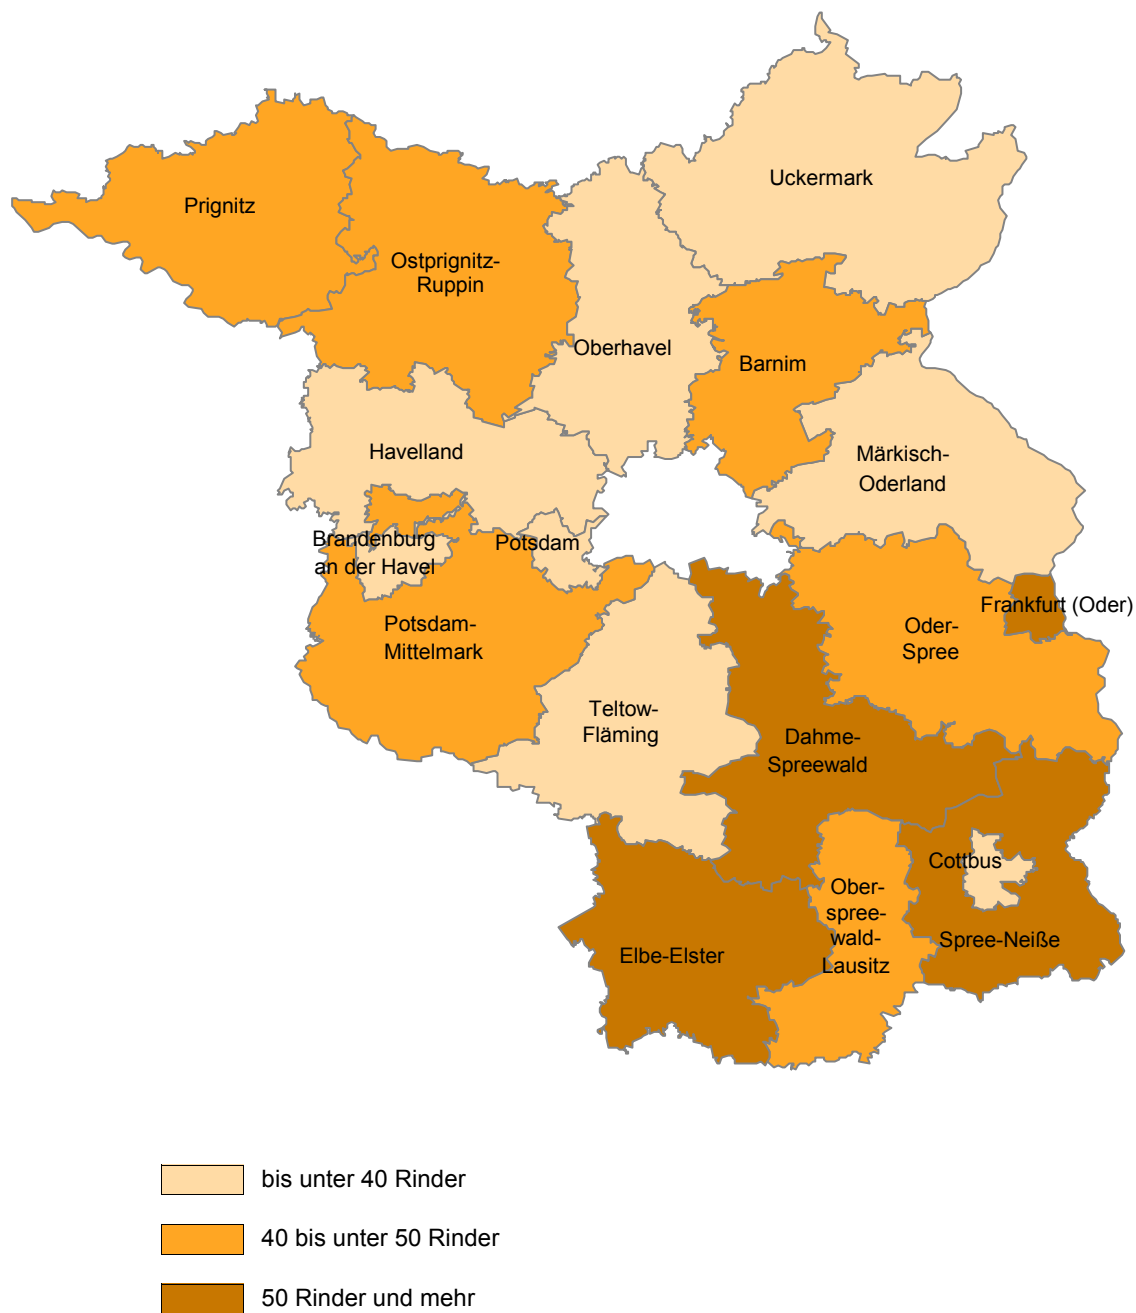 Uckermark
Prignitz
Ostprignitz-
Ruppin
Oberhavel
Barnim
Havelland
Märkisch-
Oderland
Brandenburg
an der Havel
Potsdam
Frankfurt (Oder)
Potsdam-
Mittelmark
Oder-
Spree
Teltow-
Fläming
Dahme-
Spreewald
Cottbus
Ober-
spree-
wald-
Lausitz
Spree-Neiße
Elbe-Elster
bis unter 40 Rinder
40 bis unter 50 Rinder
50 Rinder und mehr